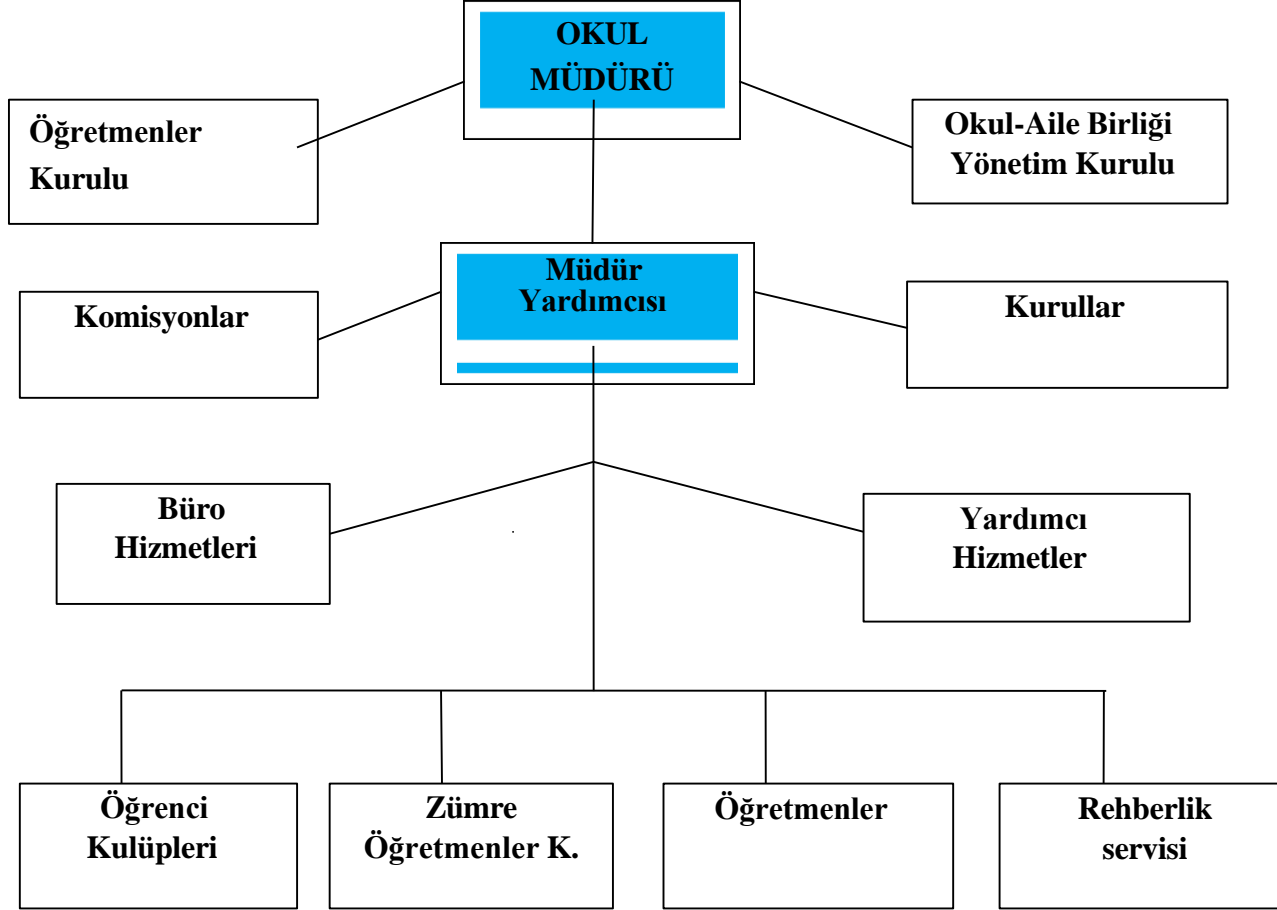 OKUL
MÜDÜRÜ
Öğretmenler
Kurulu
Okul-Aile Birliği
Yönetim Kurulu
Müdür
Yardımcısı
Komisyonlar
Kurullar
Büro
Hizmetleri
Yardımcı
Hizmetler
Öğrenci
Kulüpleri
Zümre
Öğretmenler K.
Öğretmenler
Rehberlik
servisi